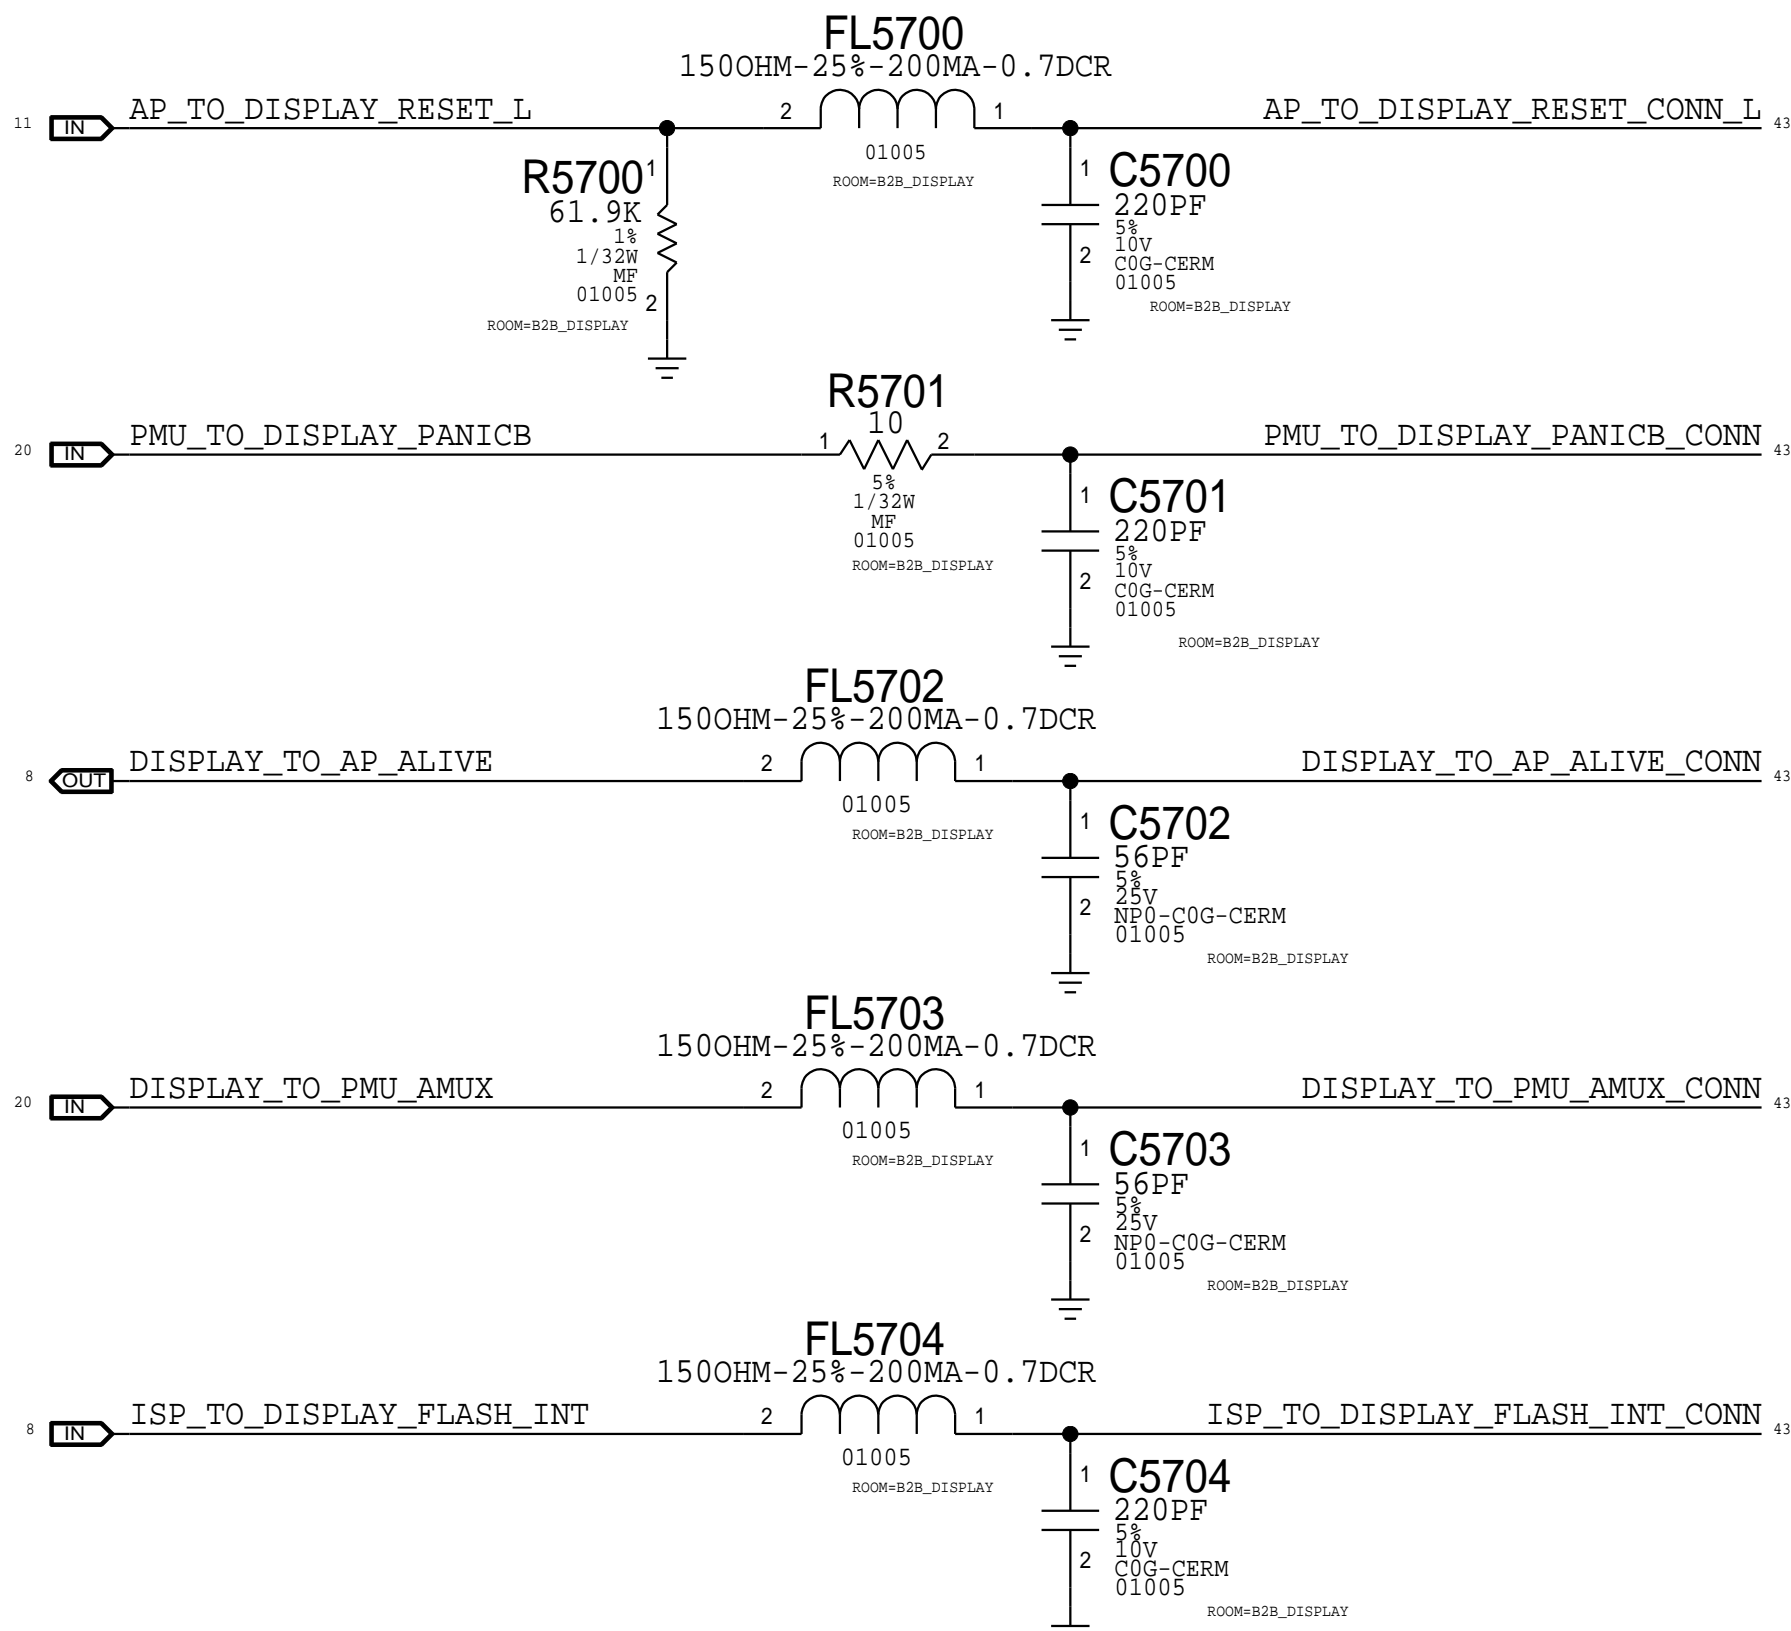 FL5700
150OHM-25%-200MA-0.7DCR
11 IN AP_TO_DISPLAY_RESET_L 2 1 AP_TO_DISPLAY_RESET_CONN_L 43
01005
ROOM=B2B_DISPLAY
R5700 1
61.9K
1%
1/32W
MF
01005 2
ROOM=B2B_DISPLAY
1 C5700
220PF
5%
10V
2 C0G-CERM
01005
ROOM=B2B_DISPLAY
R5701
10
20 IN PMU_TO_DISPLAY_PANICB 1 2 PMU_TO_DISPLAY_PANICB_CONN 43
5%
1/32W
MF
01005
ROOM=B2B_DISPLAY
1 C5701
220PF
5%
10V
2 C0G-CERM
01005
ROOM=B2B_DISPLAY
FL5702
150OHM-25%-200MA-0.7DCR
8 OUT DISPLAY_TO_AP_ALIVE 2 1 DISPLAY_TO_AP_ALIVE_CONN 43
01005
ROOM=B2B_DISPLAY
1 C5702
56PF
5%
25V
2 NP0-C0G-CERM
01005
ROOM=B2B_DISPLAY
FL5703
150OHM-25%-200MA-0.7DCR
20 IN DISPLAY_TO_PMU_AMUX 2 1 DISPLAY_TO_PMU_AMUX_CONN 43
01005
ROOM=B2B_DISPLAY
1 C5703
56PF
5%
25V
2 NP0-C0G-CERM
01005
ROOM=B2B_DISPLAY
FL5704
150OHM-25%-200MA-0.7DCR
8 IN ISP_TO_DISPLAY_FLASH_INT 2 1 ISP_TO_DISPLAY_FLASH_INT_CONN 43
01005
ROOM=B2B_DISPLAY
1 C5704
220PF
5%
10V
2 C0G-CERM
01005
ROOM=B2B_DISPLAY